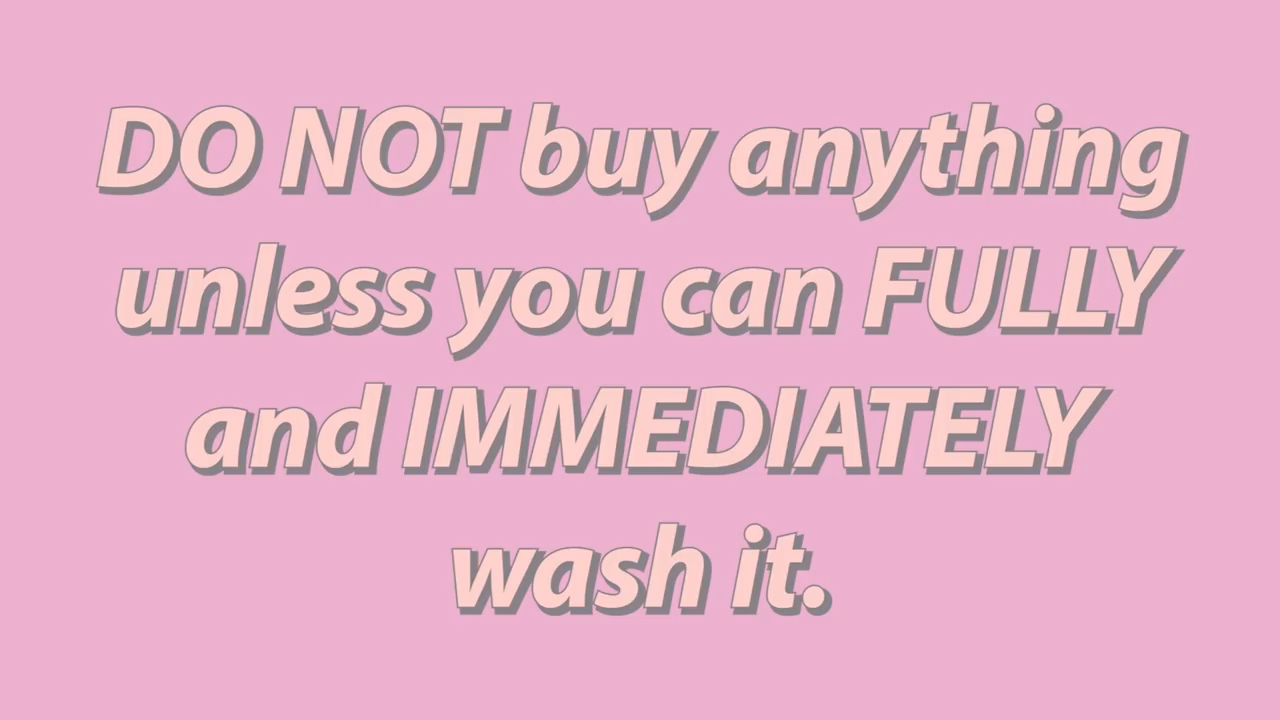 DO NOT buy anything
unless you can FULLY
and IMMEDIATELY
wash it.